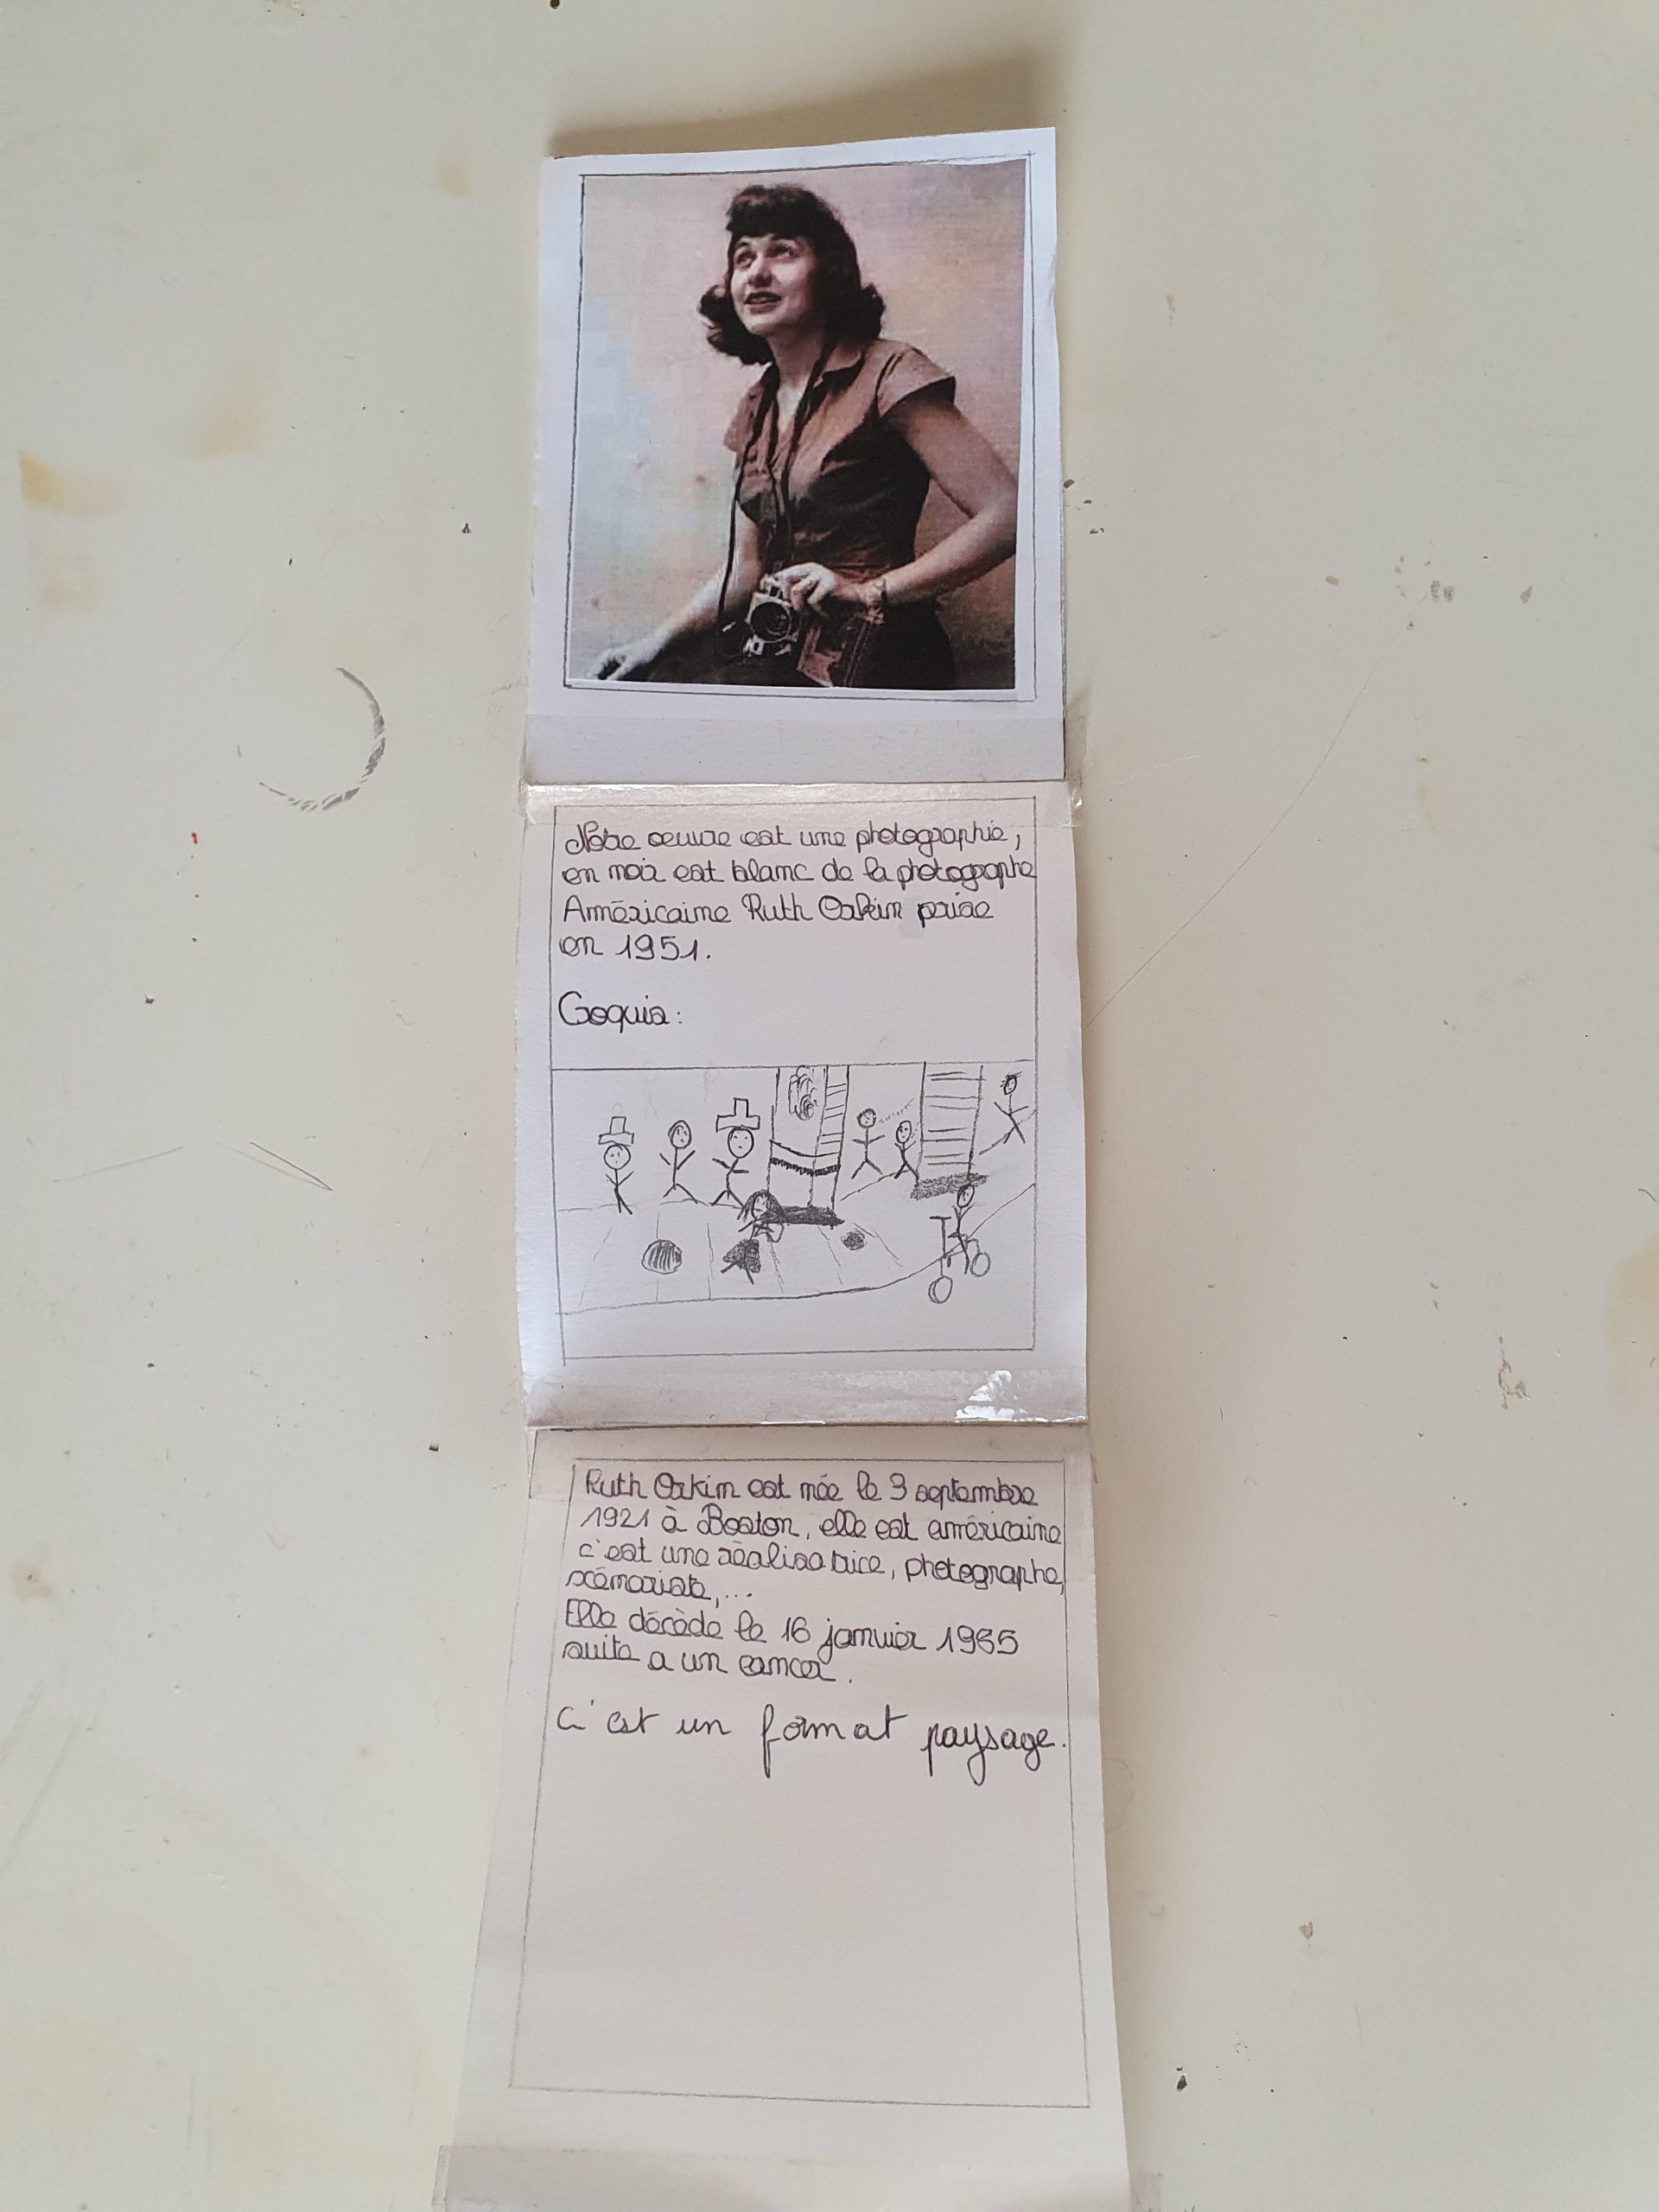 Notre oeuvre est une photographie,
en noir est blanc de la photographe
Américaine Ruth Orkin prise
en 1951.
Croquis :
Ruth Orkin est née le 3 septembre
1921 à Boston, elle est américaine
c'est une réalisatrice, photographe,
scénariste,...
Elle décède le 16 janvier 1985
suite a un cancer.
C'est un format paysage.